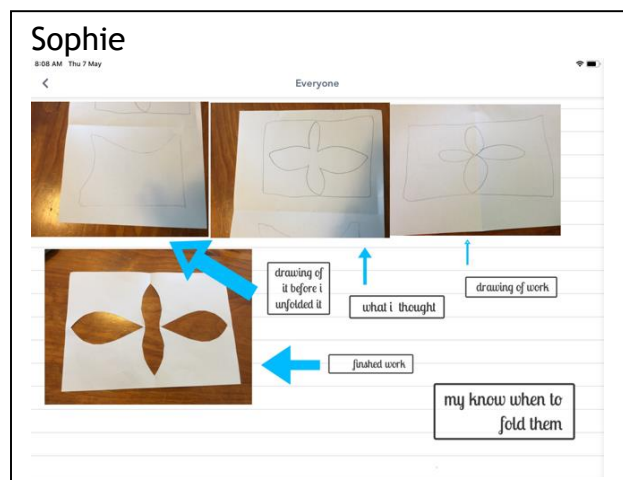 Sophie
8:08 AM Thu 7 May
Everyone
drawing of
it before i
unfolded it
what i thought
drawing of work
finshed work
my know when to
fold them